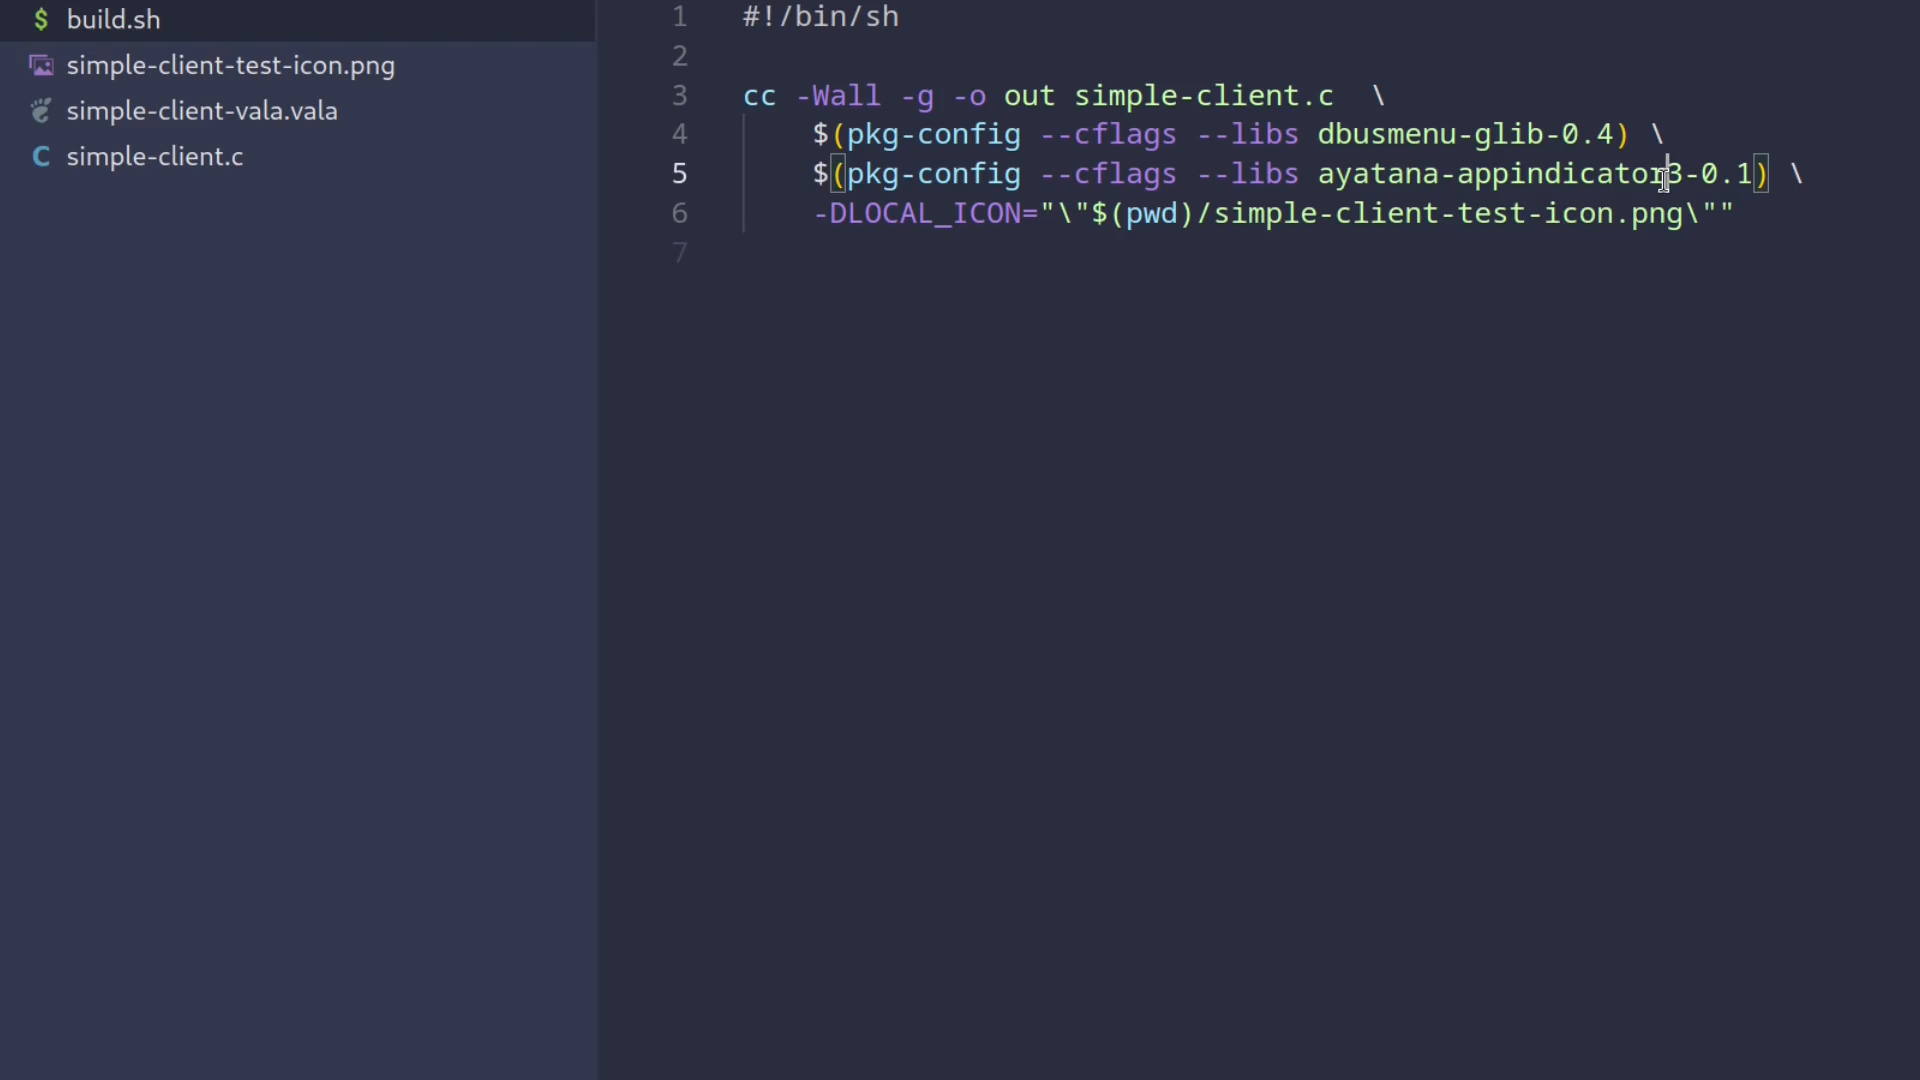 $ build.sh
simple-client-test-icon.png
simple-client-vala.vala
C simple-client.c
1 #!/bin/sh
2
3 cc -Wall -g -o out simple-client.c  \
4     $(pkg-config --cflags --libs dbusmenu-glib-0.4) \
5     $(pkg-config --cflags --libs ayatana-appindicator3-0.1) \
6     -DLOCAL_ICON="\"$(pwd)/simple-client-test-icon.png\""
7